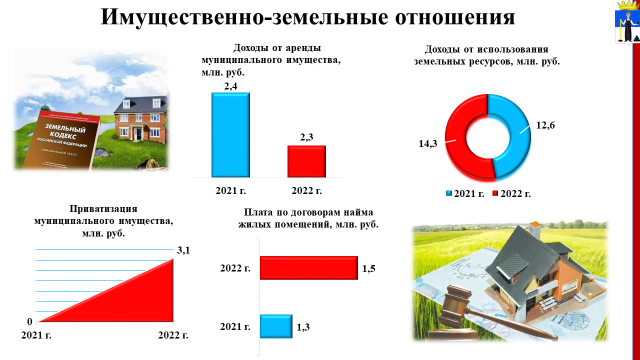 Имущественно-земельные отношения
Доходы от аренды
муниципального имущества,
млн. руб.
2,4
2,3
2021 г.
2022 г.
Доходы от использования
земельных ресурсов, млн. руб.
14,3
12,6
2021 г.
2022 г.
ЗЕМЕЛЬНЫЙ
КОДЕКС
РОССИЙСКОЙ ФЕДЕРАЦИИ
Приватизация
муниципального имущества,
млн. руб.
3,1
0
2021 г.
2022 г.
Плата по договорам найма
жилых помещений, млн. руб.
2022 г.
1,5
2021 г.
1,3